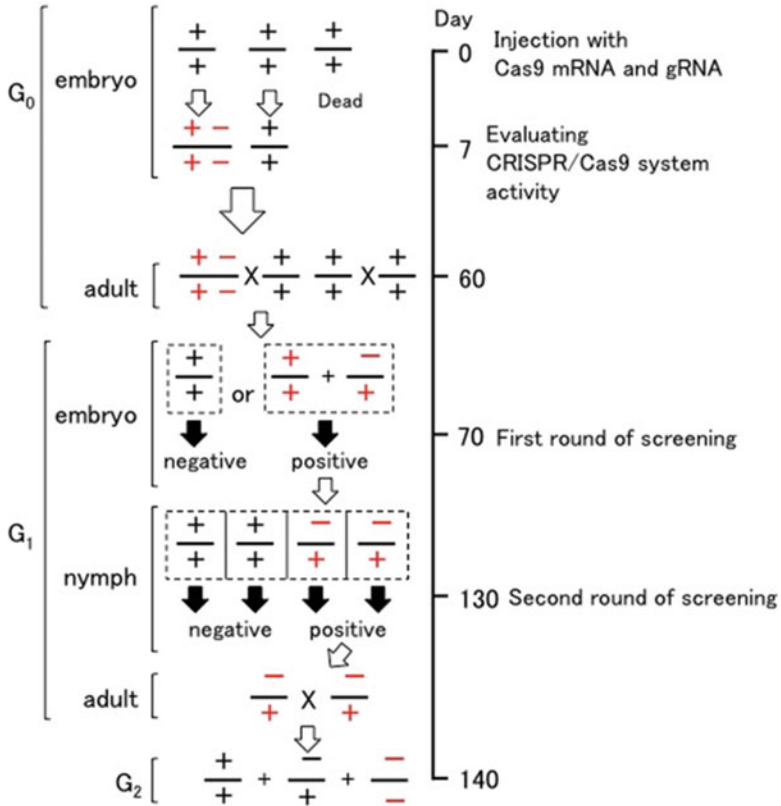 Day
0 Injection with
Cas9 mRNA and gRNA
G0
embryo
+ + +
+ + +
Dead
+ − +
+ − +
7 Evaluating
CRISPR/Cas9 system
activity
adult
+ − + + +
X X
+ − + + +
60
G1
embryo
+ or + + −
+ + +
negative positive
70 First round of screening
nymph
+ + − −
+ + + +
negative positive
130 Second round of screening
adult
− X −
+ +
G2
+ + − + −
+ + −
140